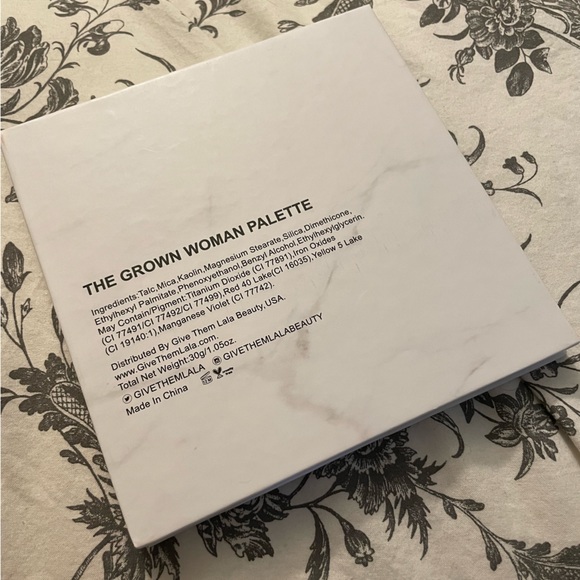 THE GROWN WOMAN PALETTE
Ingredients:Talc,Mica,Kaolin,Magnesium Stearate,Silica,Dimethicone,
Ethylhexyl Palmitate,Phenoxyethanol,Benzyl Alcohol,Ethylhexylglycerin.
May Contain/Pigment:Titanium Dioxide (CI 77891),Iron Oxides
(CI 77491/CI 77492/CI 77499),Red 40 Lake(CI 16035),Yellow 5 Lake
(CI 19140:1),Manganese Violet (CI 77742).
Distributed By Give Them Lala Beauty,USA.
www.GiveThemLala.com.
Total Net Weight:30g/1.05oz.
GIVETHEMLALA GIVETHEMLALABEAUTY
Made In China